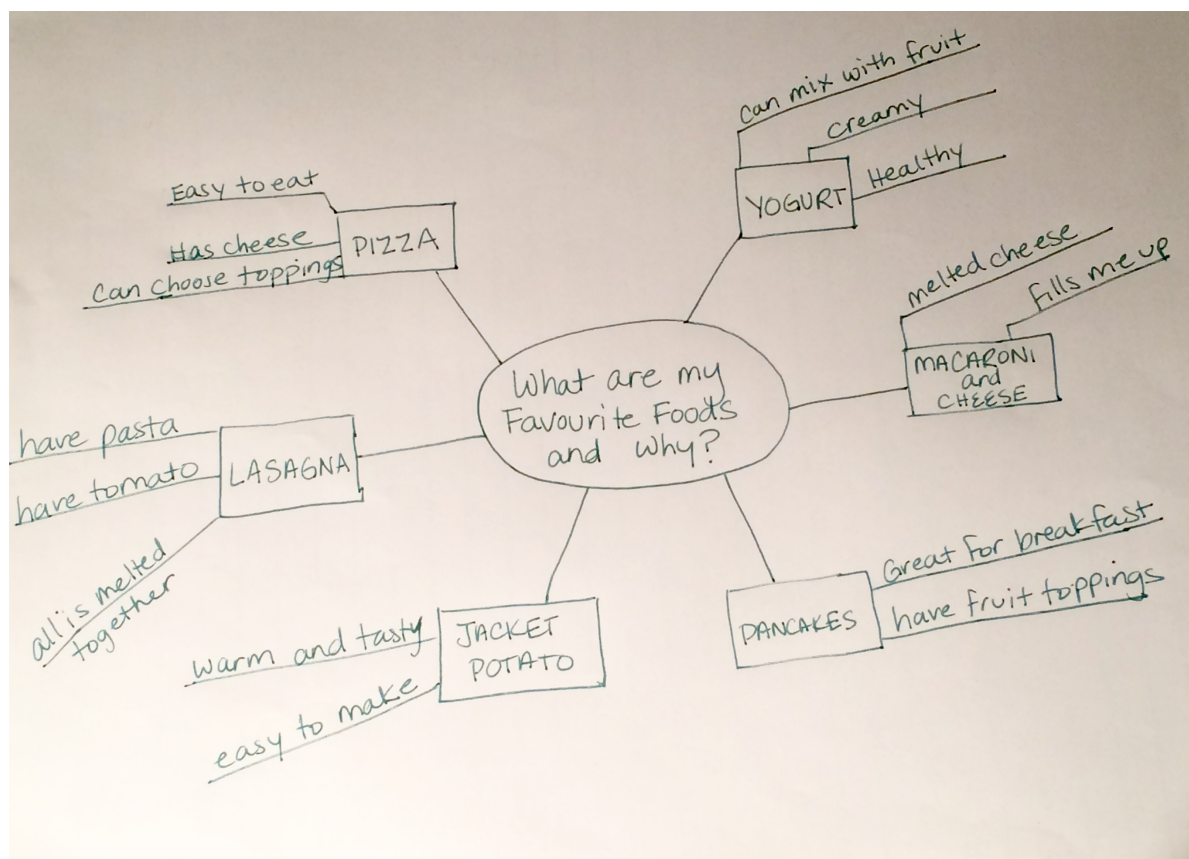 can mix with fruit
creamy
Healthy
YOGURT
Easy to eat
Has cheese
can choose toppings
PIZZA
melted cheese
fills me up
MACARONI
and
CHEESE
What are my
Favourite Foods
and why?
have pasta
have tomato
all is melted
together
LASAGNA
Great for breakfast
have fruit toppings
PANCAKES
warm and tasty
easy to make
JACKET
POTATO